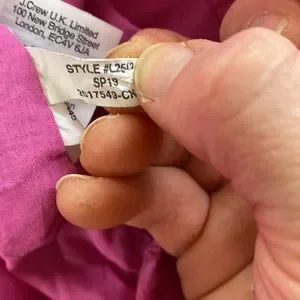 J.Crew U.K. Limited
100 New Bridge Street
London, EC4V 6JA
STYLE
SP19